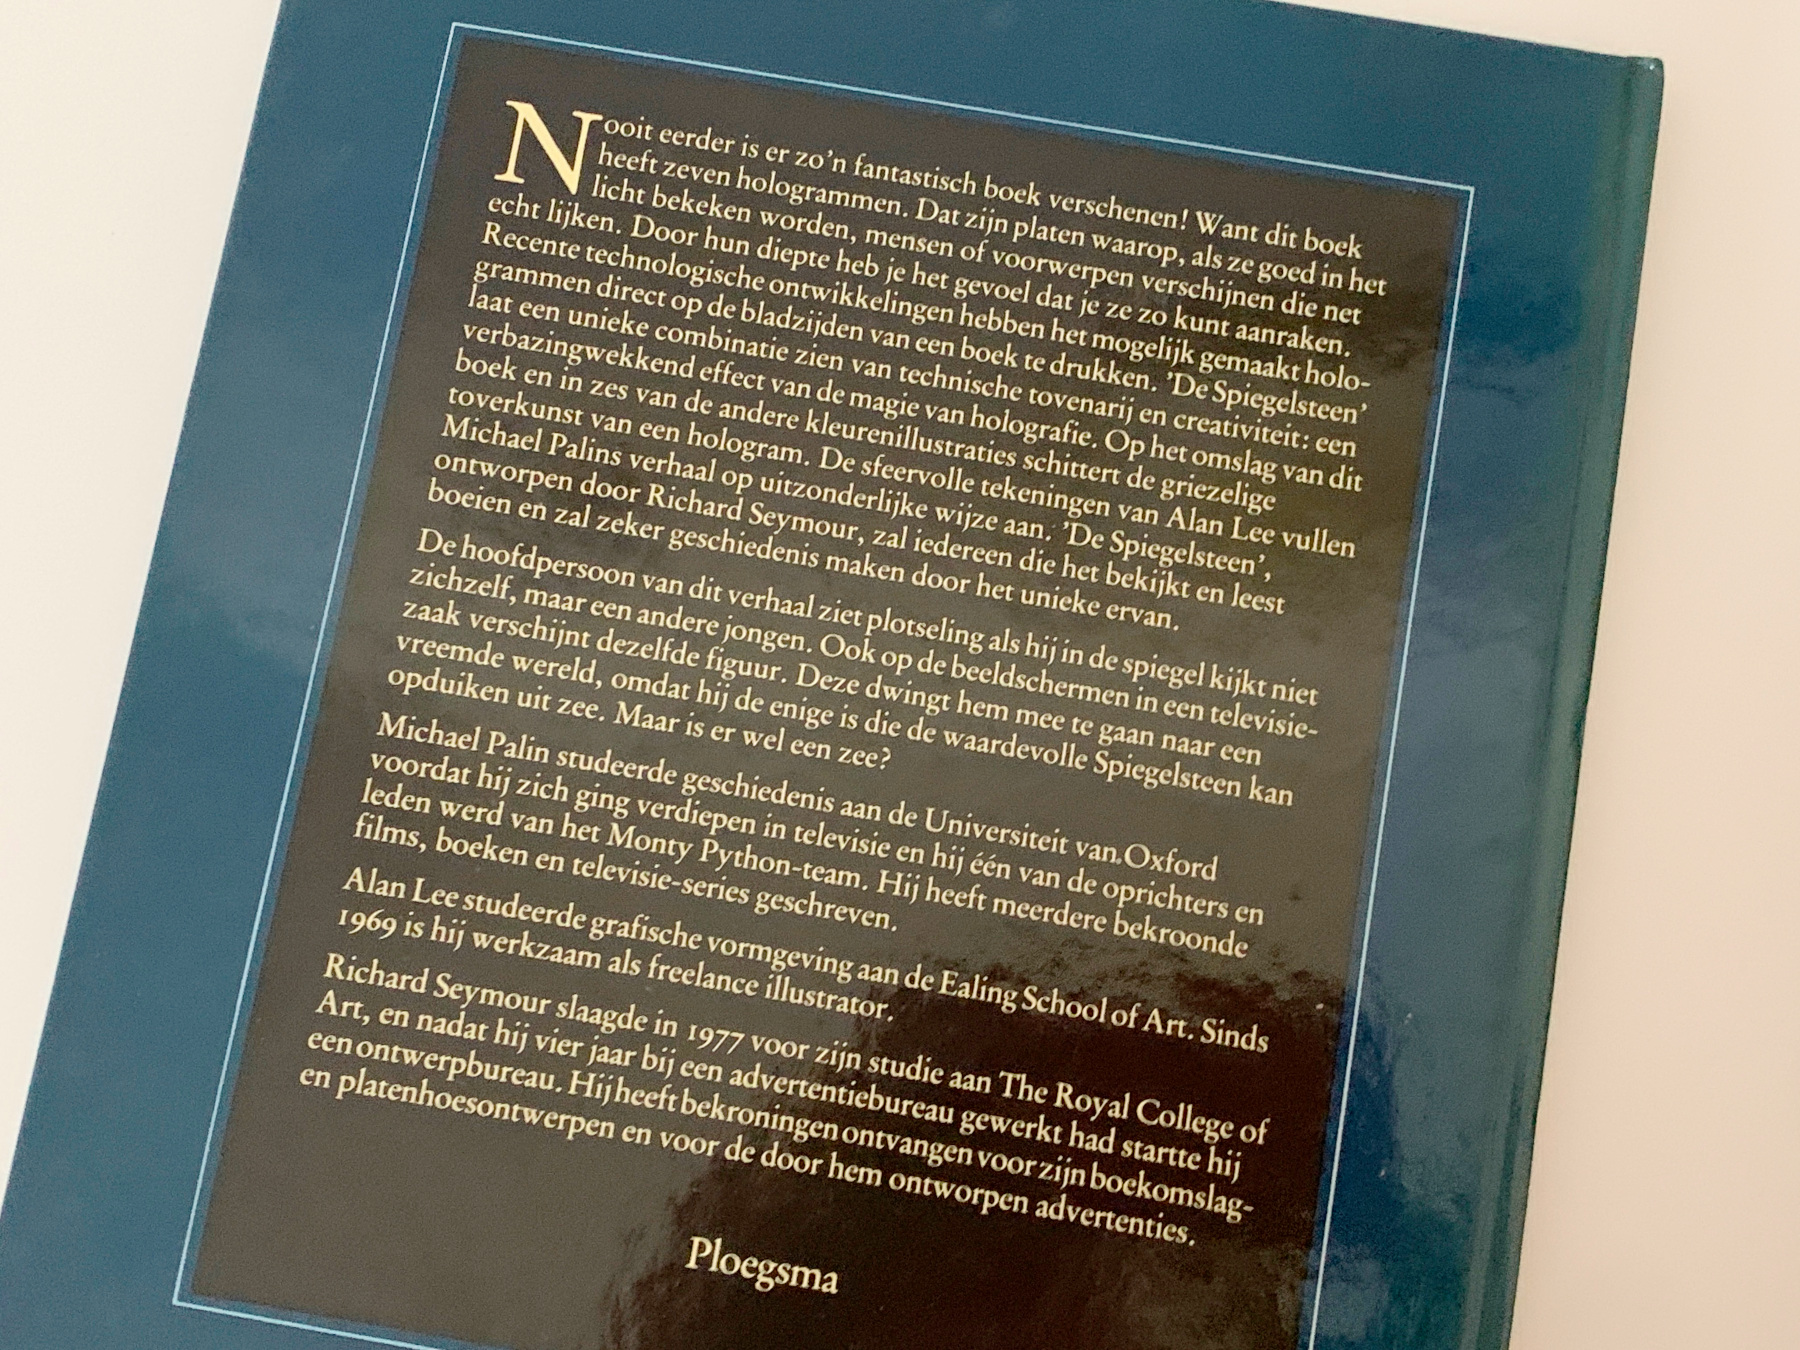 Nooit eerder is er zo'n fantastisch boek verschenen! Want dit boek
heeft zeven hologrammen. Dat zijn platen waarop, als ze goed in het
licht bekeken worden, mensen of voorwerpen verschijnen die net
echt lijken. Door hun diepte heb je het gevoel dat je ze zo kunt aanraken.
Recente technologische ontwikkelingen hebben het mogelijk gemaakt holo-
grammen direct op de bladzijden van een boek te drukken. 'De Spiegelsteen'
laat een unieke combinatie zien van technische tovenarij en creativiteit: een
verbazingwekkend effect van de magie van holografie. Op het omslag van dit
boek en in zes van de andere kleurenillustraties schittert de griezelige
toverkunst van een hologram. De sfeervolle tekeningen van Alan Lee vullen
Michael Palins verhaal op uitzonderlijke wijze aan. 'De Spiegelsteen',
ontworpen door Richard Seymour, zal iedereen die het bekijkt en leest
boeien en zal zeker geschiedenis maken door het unieke ervan.
De hoofdpersoon van dit verhaal ziet plotseling als hij in de spiegel kijkt niet
zichzelf, maar een andere jongen. Ook op de beeldschermen in een televisie-
zaak verschijnt dezelfde figuur. Deze dwingt hem mee te gaan naar een
vreemde wereld, omdat hij de enige is die de waardevolle Spiegelsteen kan
opduiken uit zee. Maar is er wel een zee?
Michael Palin studeerde geschiedenis aan de Universiteit van Oxford
voordat hij zich ging verdiepen in televisie en hij één van de oprichters en
leden werd van het Monty Python-team. Hij heeft meerdere bekroonde
films, boeken en televisie-series geschreven.
Alan Lee studeerde grafische vormgeving aan de Ealing School of Art. Sinds
1969 is hij werkzaam als freelance illustrator.
Richard Seymour slaagde in 1977 voor zijn studie aan The Royal College of
Art, en nadat hij vier jaar bij een advertentiebureau gewerkt had startte hij
een ontwerpbureau. Hij heeft bekroningen ontvangen voor zijn boekomslag-
en platenhoesontwerpen en voor de door hem ontworpen advertenties.
Ploegsma